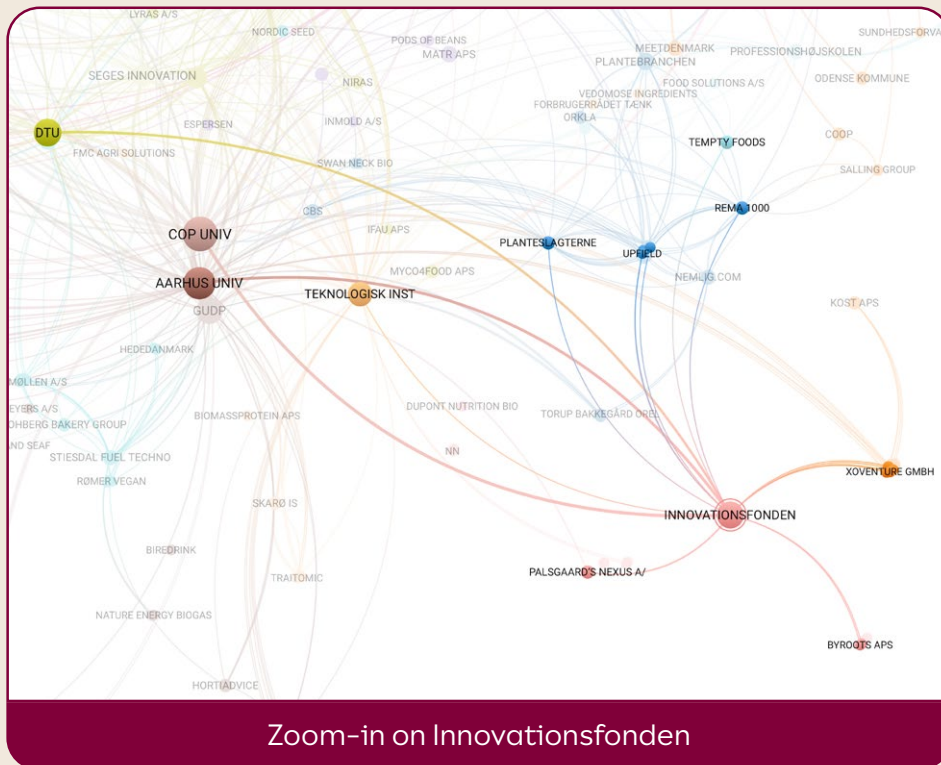 LYRAS A/S
NORDIC SEED
PODS OF BEANS
MATR APS
SEGES INNOVATION
NIRAS
MEETDENMARK
PLANTEBRANCHEN
PROFESSIONSHØJSKOLEN
SUNDHEDSFORVA
FOOD SOLUTIONS A/S
ODENSE KOMMUNE
VEDOMOSE INGREDIENTS
FORBRUGERRÅDET TÆNK
ORKLA
DTU
ESPERSEN
INMOLD A/S
COOP
FMC AGRI SOLUTIONS
SWAN NECK BIO
TEMPTY FOODS
SALLING GROUP
CBS
REMA 1000
IFAU APS
COP UNIV
PLANTESLAGTERNE
UPFIELD
MYCO4FOOD APS
NEMLIG.COM
AARHUS UNIV
TEKNOLOGISK INST
KOST APS
GUDP
HEDEDANMARK
MØLLEN A/S
EYERS A/S
OHBERG BAKERY GROUP
BIOMASSPROTEIN APS
DUPONT NUTRITION BIO
TORUP BAKKEGÅRD OREL
ND SEAF
STIESDAL FUEL TECHNO
NN
RØMER VEGAN
XOVENTURE GMBH
SKARØ IS
INNOVATIONSFONDEN
BIREDRINK
TRAITOMIC
PALSGAARD'S NEXUS A/
NATURE ENERGY BIOGAS
BYROOTS APS
HORTIADVICE
Zoom-in on Innovationsfonden